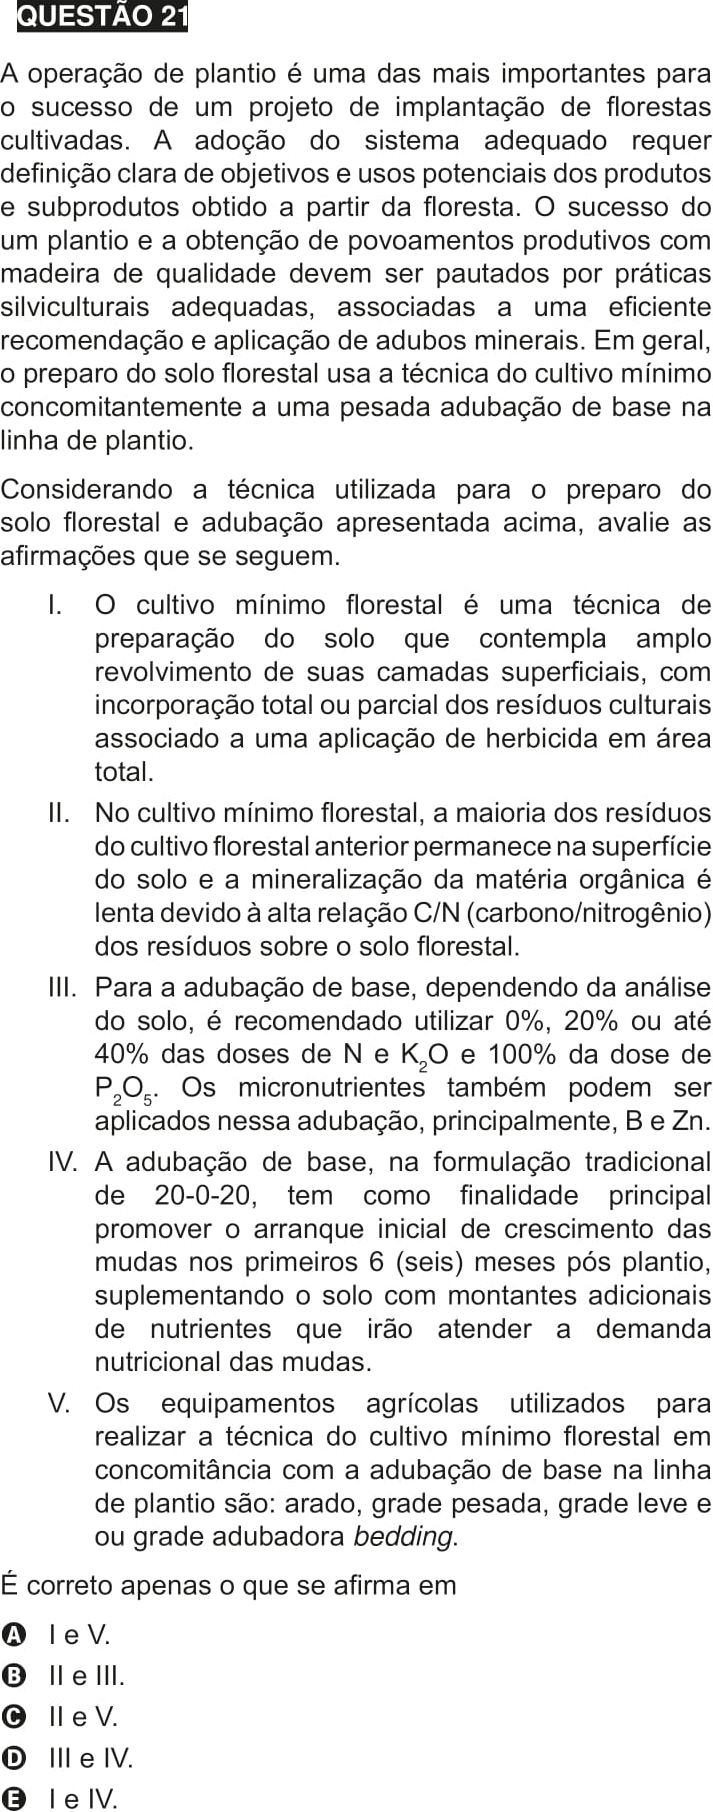 QUESTÃO 21
A operação de plantio é uma das mais importantes para
o sucesso de um projeto de implantação de florestas
cultivadas. A adoção do sistema adequado requer
definição clara de objetivos e usos potenciais dos produtos
e subprodutos obtido a partir da floresta. O sucesso do
um plantio e a obtenção de povoamentos produtivos com
madeira de qualidade devem ser pautados por práticas
silviculturais adequadas, associadas a uma eficiente
recomendação e aplicação de adubos minerais. Em geral,
o preparo do solo florestal usa a técnica do cultivo mínimo
concomitantemente a uma pesada adubação de base na
linha de plantio.
Considerando a técnica utilizada para o preparo do
solo florestal e adubação apresentada acima, avalie as
afirmações que se seguem.
I. O cultivo mínimo florestal é uma técnica de
preparação do solo que contempla amplo
revolvimento de suas camadas superficiais, com
incorporação total ou parcial dos resíduos culturais
associado a uma aplicação de herbicida em área
total.
II. No cultivo mínimo florestal, a maioria dos resíduos
do cultivo florestal anterior permanece na superfície
do solo e a mineralização da matéria orgânica é
lenta devido à alta relação C/N (carbono/nitrogênio)
dos resíduos sobre o solo florestal.
III. Para a adubação de base, dependendo da análise
do solo, é recomendado utilizar 0%, 20% ou até
40% das doses de N e K₂O e 100% da dose de
P₂O₅. Os micronutrientes também podem ser
aplicados nessa adubação, principalmente, B e Zn.
IV. A adubação de base, na formulação tradicional
de 20-0-20, tem como finalidade principal
promover o arranque inicial de crescimento das
mudas nos primeiros 6 (seis) meses pós plantio,
suplementando o solo com montantes adicionais
de nutrientes que irão atender a demanda
nutricional das mudas.
V. Os equipamentos agrícolas utilizados para
realizar a técnica do cultivo mínimo florestal em
concomitância com a adubação de base na linha
de plantio são: arado, grade pesada, grade leve e
ou grade adubadora bedding.
É correto apenas o que se afirma em
A I e V.
B II e III.
C II e V.
D III e IV.
E I e IV.